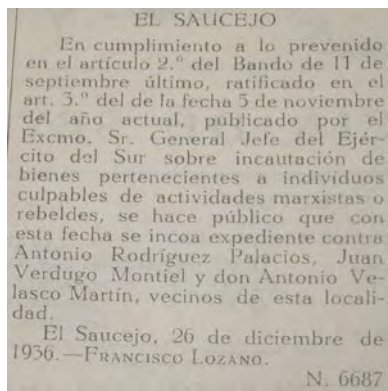 EL SAUCEJO
En cumplimiento a lo prevenido
en el artículo 2.º del Bando de 11 de
septiembre último, ratificado en el
art. 3.º del de la fecha 5 de noviembre
del año actual, publicado por el
Excmo. Sr. General Jefe del Ejér-
cito del Sur sobre incautación de
bienes pertenecientes a individuos
culpables de actividades marxistas o
rebeldes, se hace público que con
esta fecha se incoa expediente contra
Antonio Rodríguez Palacios, Juan
Verdugo Montiel y don Antonio Ve-
lasco Martín, vecinos de esta locali-
dad.
El Saucejo, 26 de diciembre de
1936.—FRANCISCO LOZANO.
N. 6687